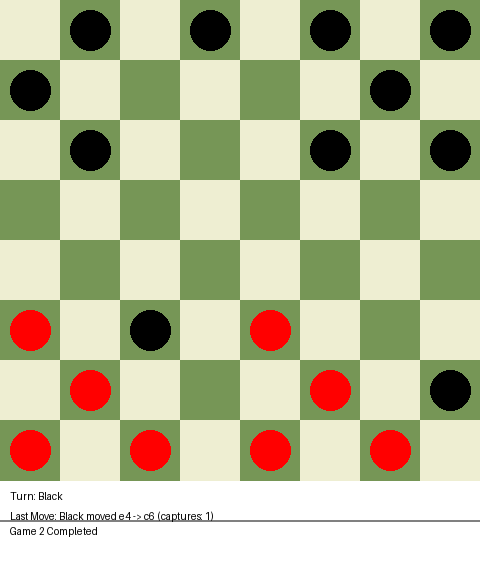 Turn: Black
Last Move: Black moved e4 -> c6 (captures: 1)
Game 2 Completed